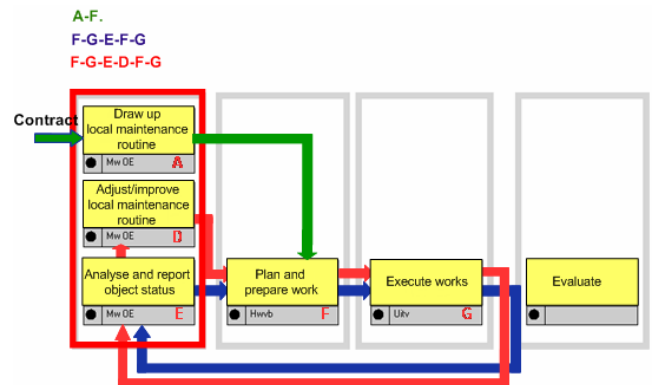 A-F.
F-G-E-F-G
F-G-E-D-F-G
Contract
Draw up
local maintenance
routine
Mw OE A
Adjust/improve
local maintenance
routine
Mw OE D
Analyse and report
object status
Mw OE E
Plan and
prepare work
Hwvb F
Execute works
Uitv G
Evaluate